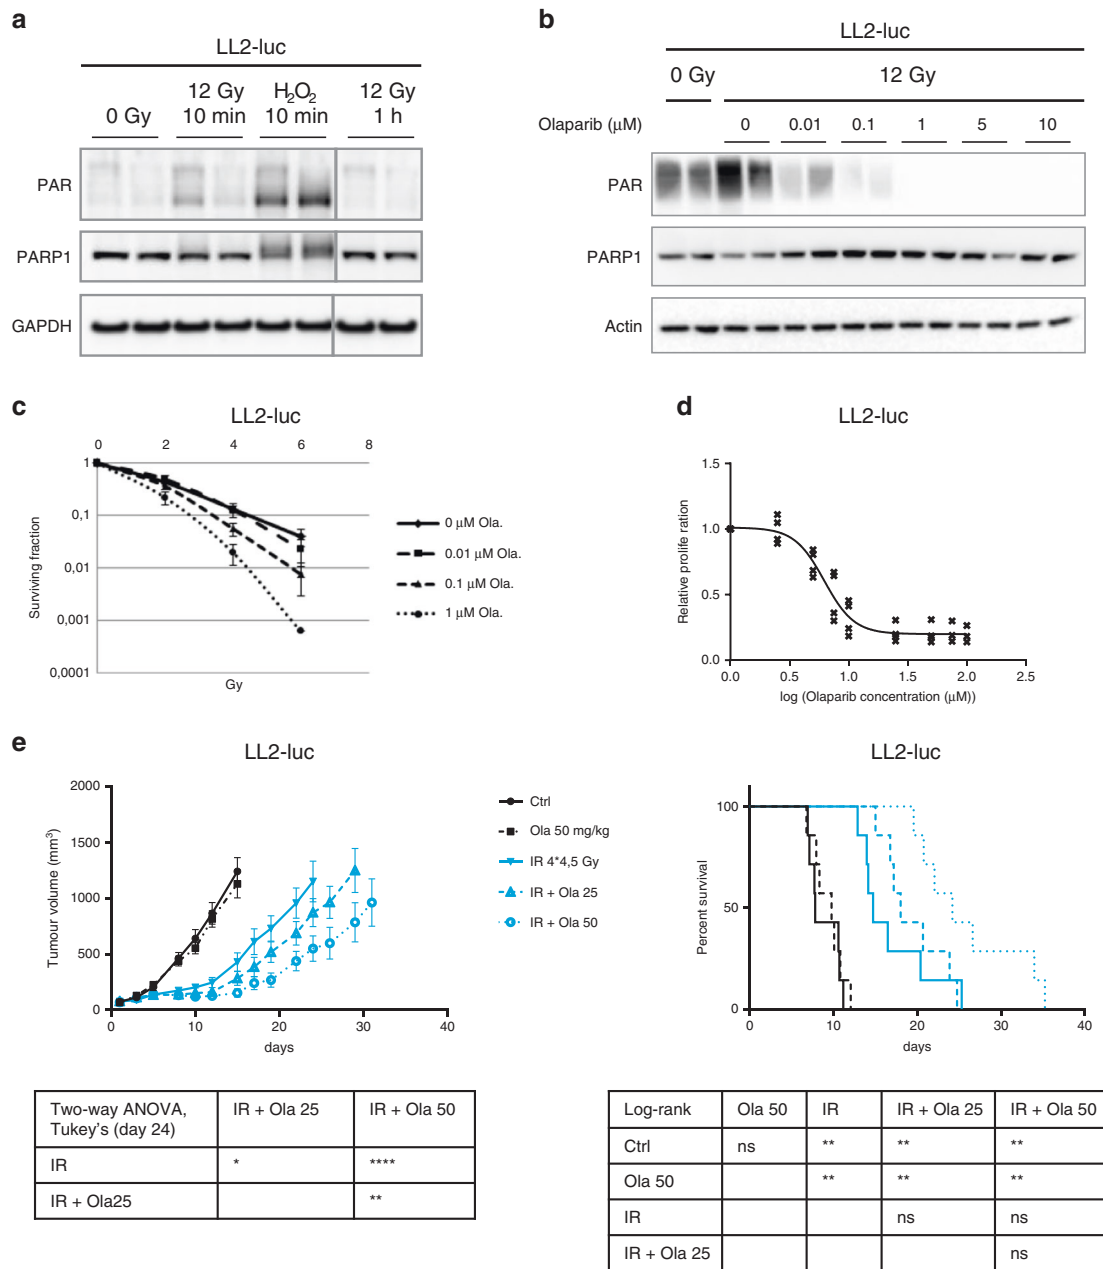 a
LL2-luc
0 Gy
12 Gy
10 min
H2O2
10 min
12 Gy
1 h
PAR
PARP1
GAPDH
b
LL2-luc
0 Gy
12 Gy
Olaparib (μM)
0
0.01
0.1
1
5
10
PAR
PARP1
Actin
c
LL2-luc
0 2 4 6 8
1
0,1
0,01
0,001
0,0001
Surviving fraction
Gy
0 μM Ola.
0.01 μM Ola.
0.1 μM Ola.
1 μM Ola.
d
LL2-luc
1.5
1.0
0.5
0.0
Relative prolife ration
0.0 0.5 1.0 1.5 2.0 2.5
log (Olaparib concentration (μM))
e
LL2-luc
2000
1500
1000
500
0
Tumour volume (mm3)
0 10 20 30 40
days
Ctrl
Ola 50 mg/kg
IR 4*4,5 Gy
IR + Ola 25
IR + Ola 50
LL2-luc
100
50
0
Percent survival
0 10 20 30 40
days
Two-way ANOVA,
Tukey's (day 24)
IR + Ola 25
IR + Ola 50
IR * ****
IR + Ola25 **
Log-rank Ola 50 IR IR + Ola 25 IR + Ola 50
Ctrl ns ** ** **
Ola 50 ** ** **
IR ns ns
IR + Ola 25 ns